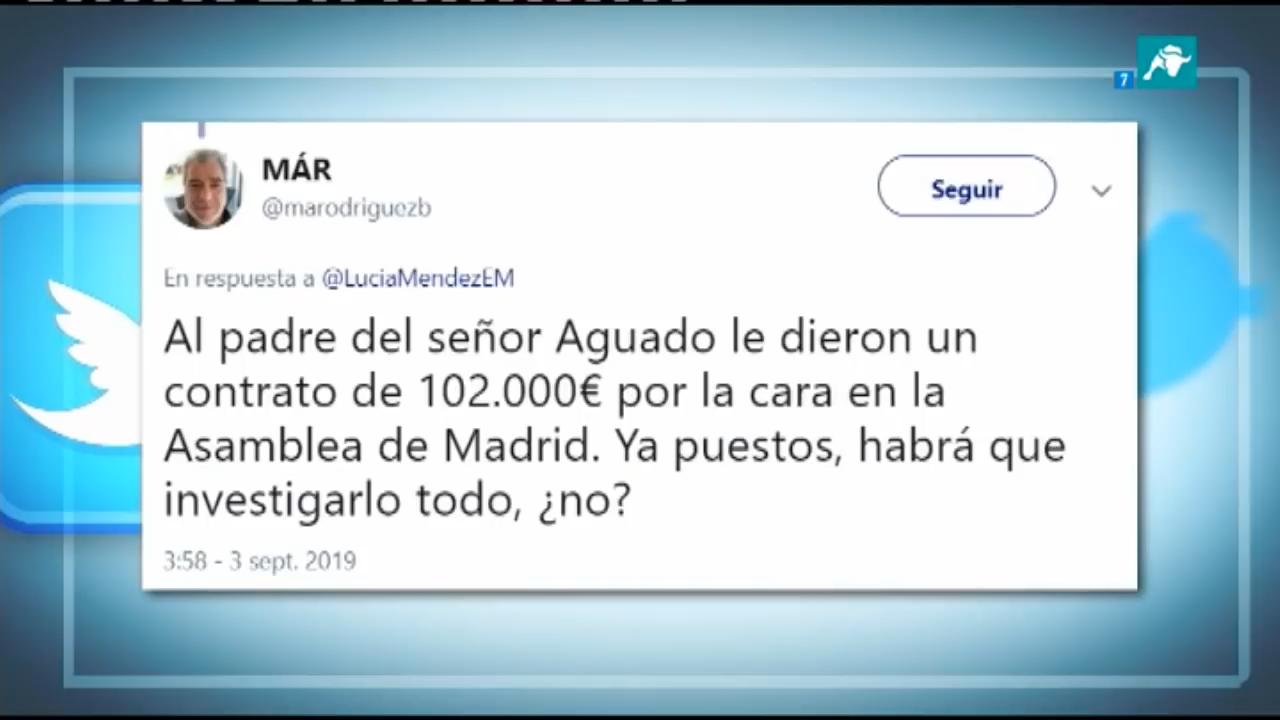 7
MÁR
@marodriguezb
Seguir
En respuesta a @LuciaMendezEM
Al padre del señor Aguado le dieron un
contrato de 102.000€ por la cara en la
Asamblea de Madrid. Ya puestos, habrá que
investigarlo todo, ¿no?
3:58 - 3 sept. 2019